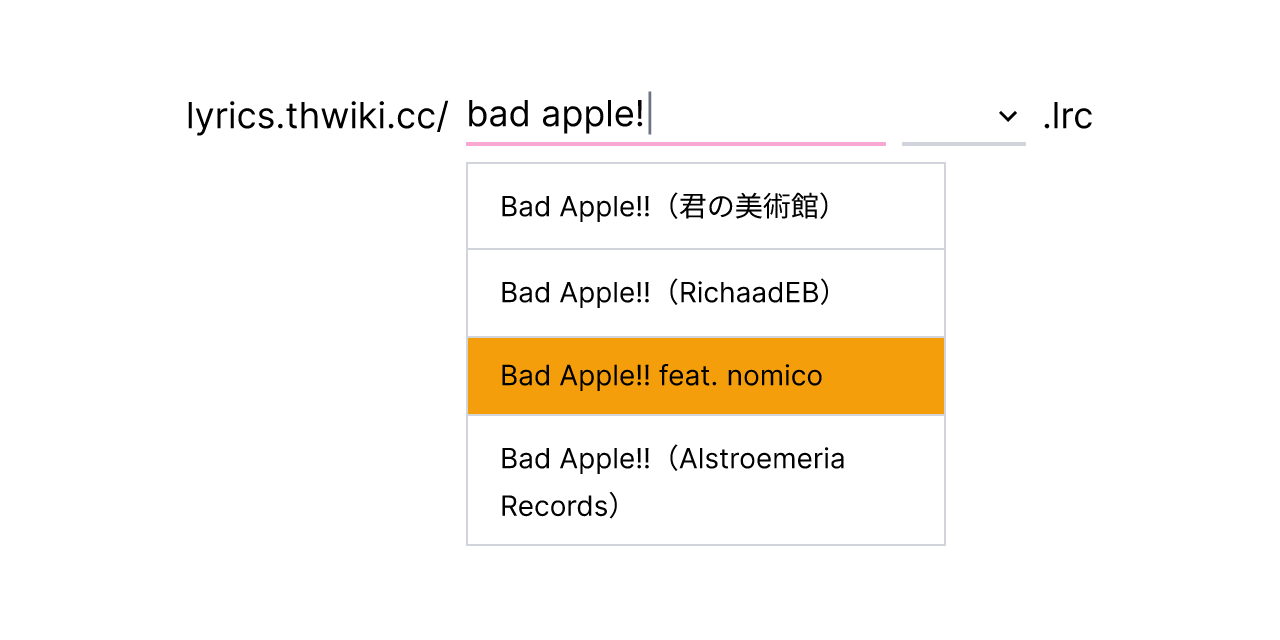 lyrics.thwiki.cc/ bad apple! .lrc
Bad Apple!!（君の美術館）
Bad Apple!!（RichaadEB）
Bad Apple!! feat. nomico
Bad Apple!!（Alstroemeria
Records）